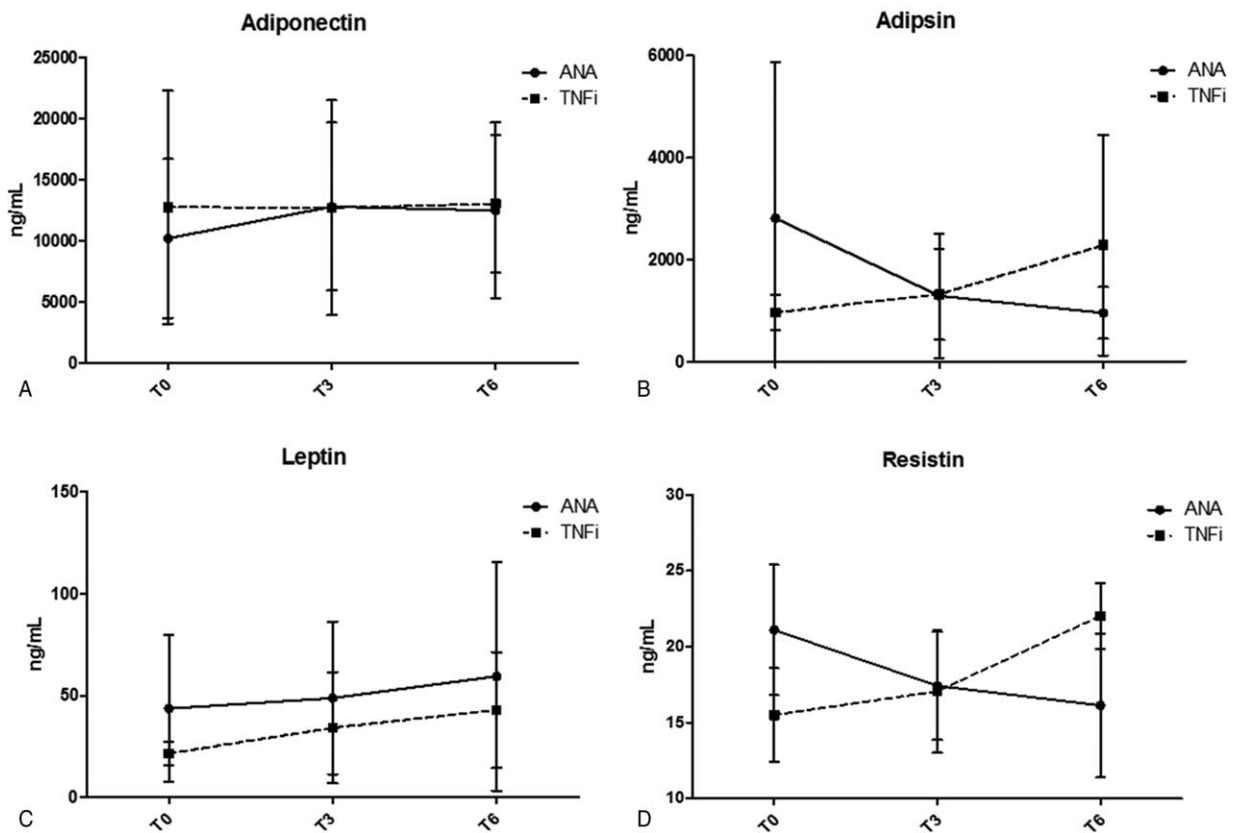 Adiponectin
25000
20000
15000
10000
5000
0
ng/mL
ANA
TNFi
T0 T3 T6
A
Adipsin
6000
4000
2000
0
ng/mL
ANA
TNFi
T0 T3 T6
B
Leptin
150
100
50
0
ng/mL
ANA
TNFi
T0 T3 T6
C
Resistin
30
25
20
15
10
ng/mL
ANA
TNFi
T0 T3 T6
D